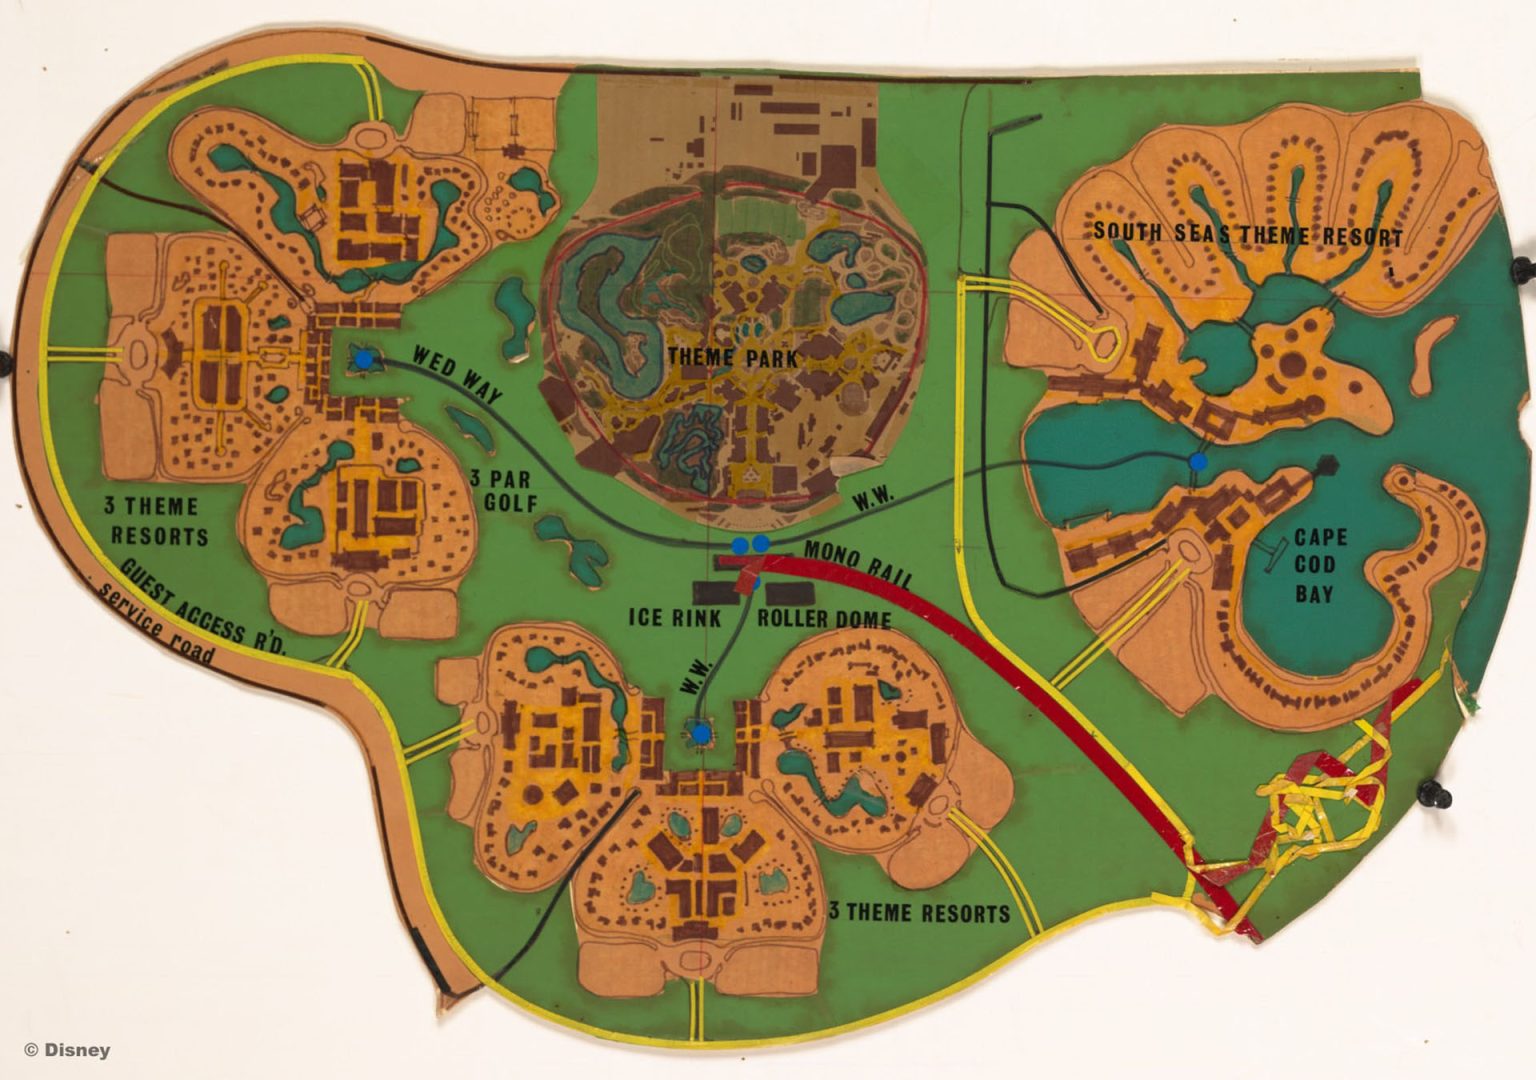 SOUTH SEAS THEME RESORT
THEME PARK
WED WAY
3 PAR
GOLF
W.W.
3 THEME
RESORTS
MONO RAIL
CAPE
COD
BAY
GUEST ACCESS R'D.
service road
ICE RINK
ROLLER DOME
W.W.
3 THEME RESORTS
© Disney